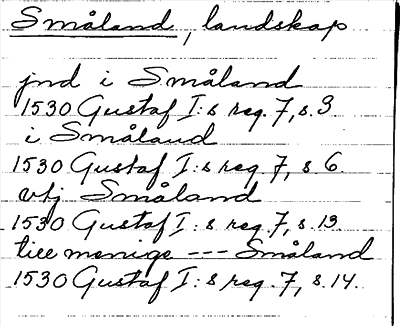 Småland, landskap
jnd i Småland
1530 Gustaf I:s reg. 7, s. 3.
i Småland
1530 Gustaf I:s reg. 7, s. 6.
vtj Småland
1530 Gustaf I:s reg. 7, s. 13.
till menige --- Småland
1530 Gustaf I:s reg. 7, s. 14.